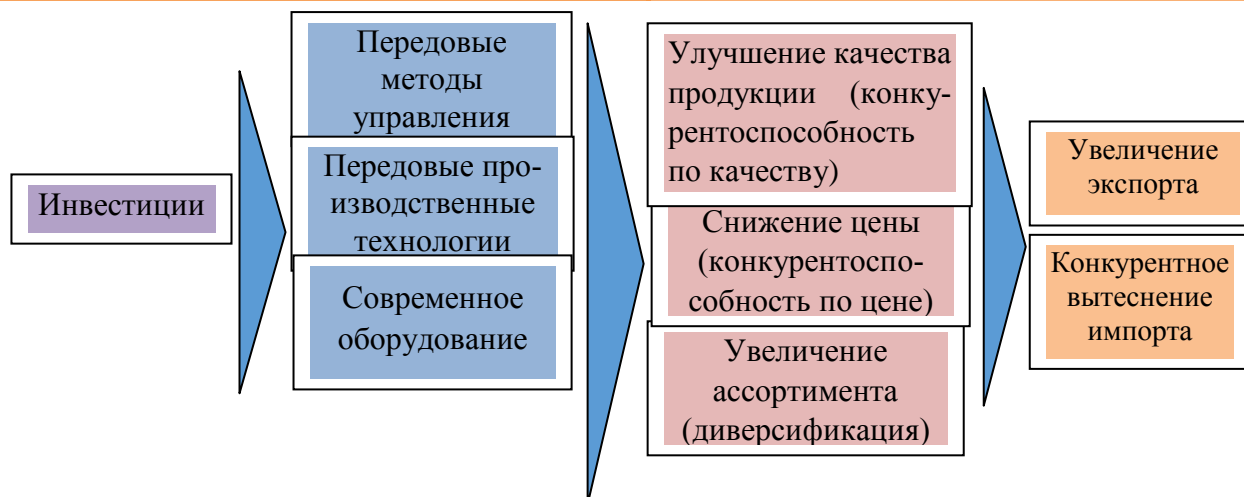 Инвестиции
Передовые
методы
управления
Передовые про-
изводственные
технологии
Современное
оборудование
Улучшение качества
продукции (конку-
рентоспособность
по качеству)
Снижение цены
(конкурентоспо-
собность по цене)
Увеличение
ассортимента
(диверсификация)
Увеличение
экспорта
Конкурентное
вытеснение
импорта